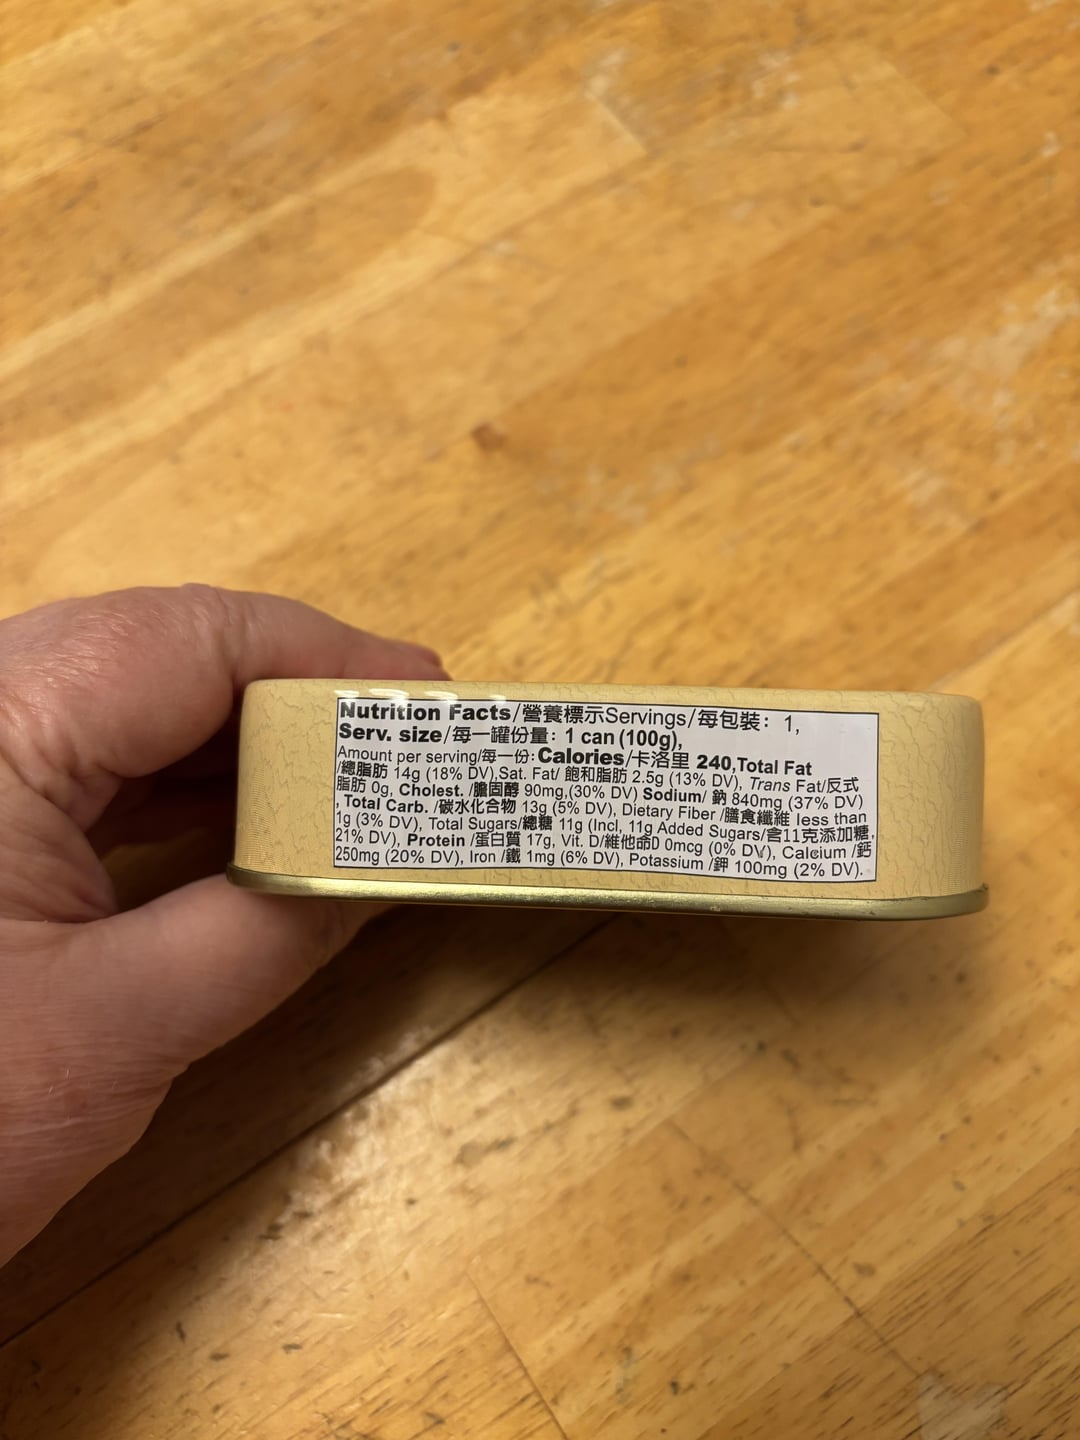 Nutrition Facts/營養標示Servings/每包裝: 1,
Serv. size/每一罐份量: 1 can (100g),
Amount per serving/每一份: Calories/卡洛里 240, Total Fat
/總脂肪 14g (18% DV), Sat. Fat/ 飽和脂肪 2.5g (13% DV), Trans Fat/反式
脂肪 0g, Cholest. /膽固醇 90mg,(30% DV) Sodium/ 鈉 840mg (37% DV)
, Total Carb. /碳水化合物 13g (5% DV), Dietary Fiber /膳食纖維 less than
1g (3% DV), Total Sugars/總糖 11g (Incl, 11g Added Sugars/含11克添加糖,
21% DV), Protein /蛋白質 17g, Vit. D/維他命D 0mcg (0% DV), Calcium /鈣
250mg (20% DV), Iron /鐵 1mg (6% DV), Potassium /鉀 100mg (2% DV).